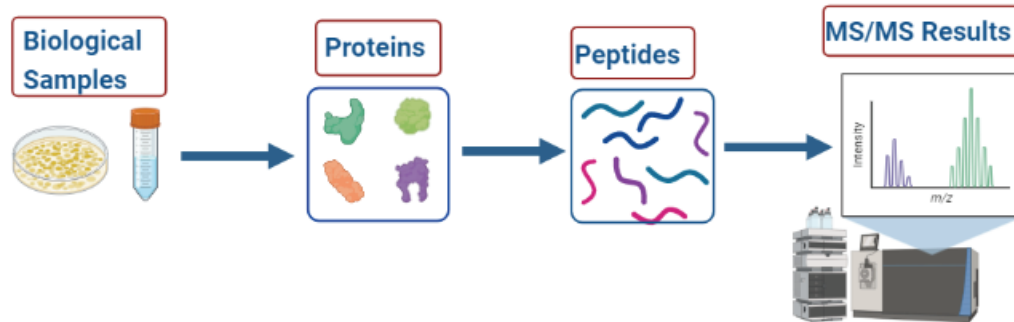 Biological
Samples
Proteins
Peptides
MS/MS Results
Intensity
m/z